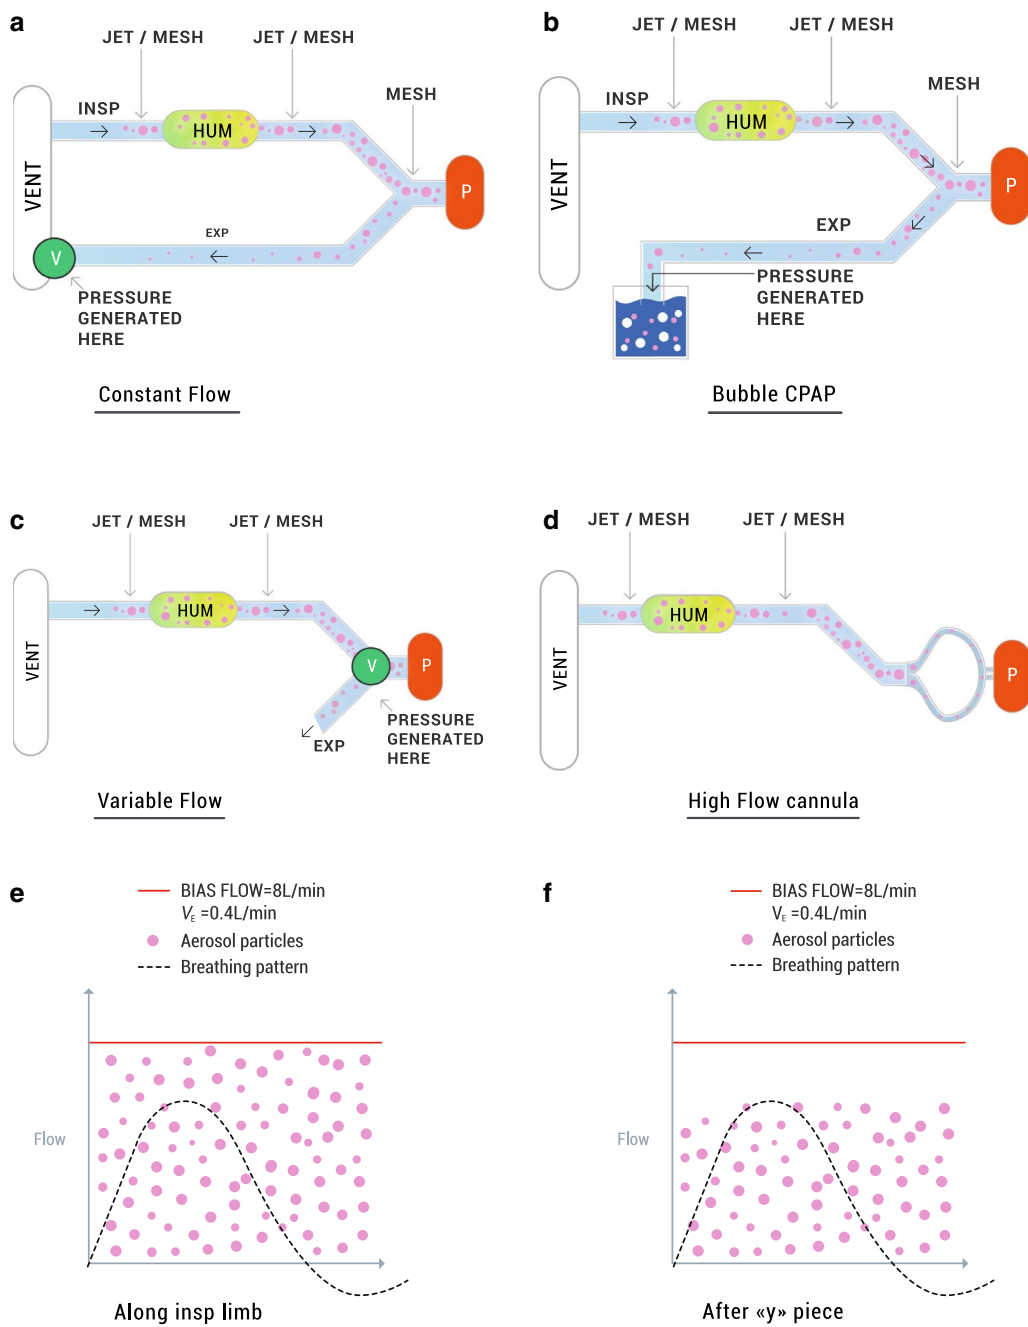 a
JET / MESH
JET / MESH
MESH
INSP
HUM
VENT
P
EXP
V
PRESSURE
GENERATED
HERE
Constant Flow
b
JET / MESH
JET / MESH
MESH
INSP
HUM
VENT
P
EXP
PRESSURE
GENERATED
HERE
Bubble CPAP
c
JET / MESH
JET / MESH
HUM
VENT
V
P
EXP
PRESSURE
GENERATED
HERE
Variable Flow
d
JET / MESH
JET / MESH
HUM
VENT
P
High Flow cannula
e
BIAS FLOW=8L/min
VE =0.4L/min
Aerosol particles
Breathing pattern
Flow
Along insp limb
f
BIAS FLOW=8L/min
VE =0.4L/min
Aerosol particles
Breathing pattern
Flow
After «y» piece